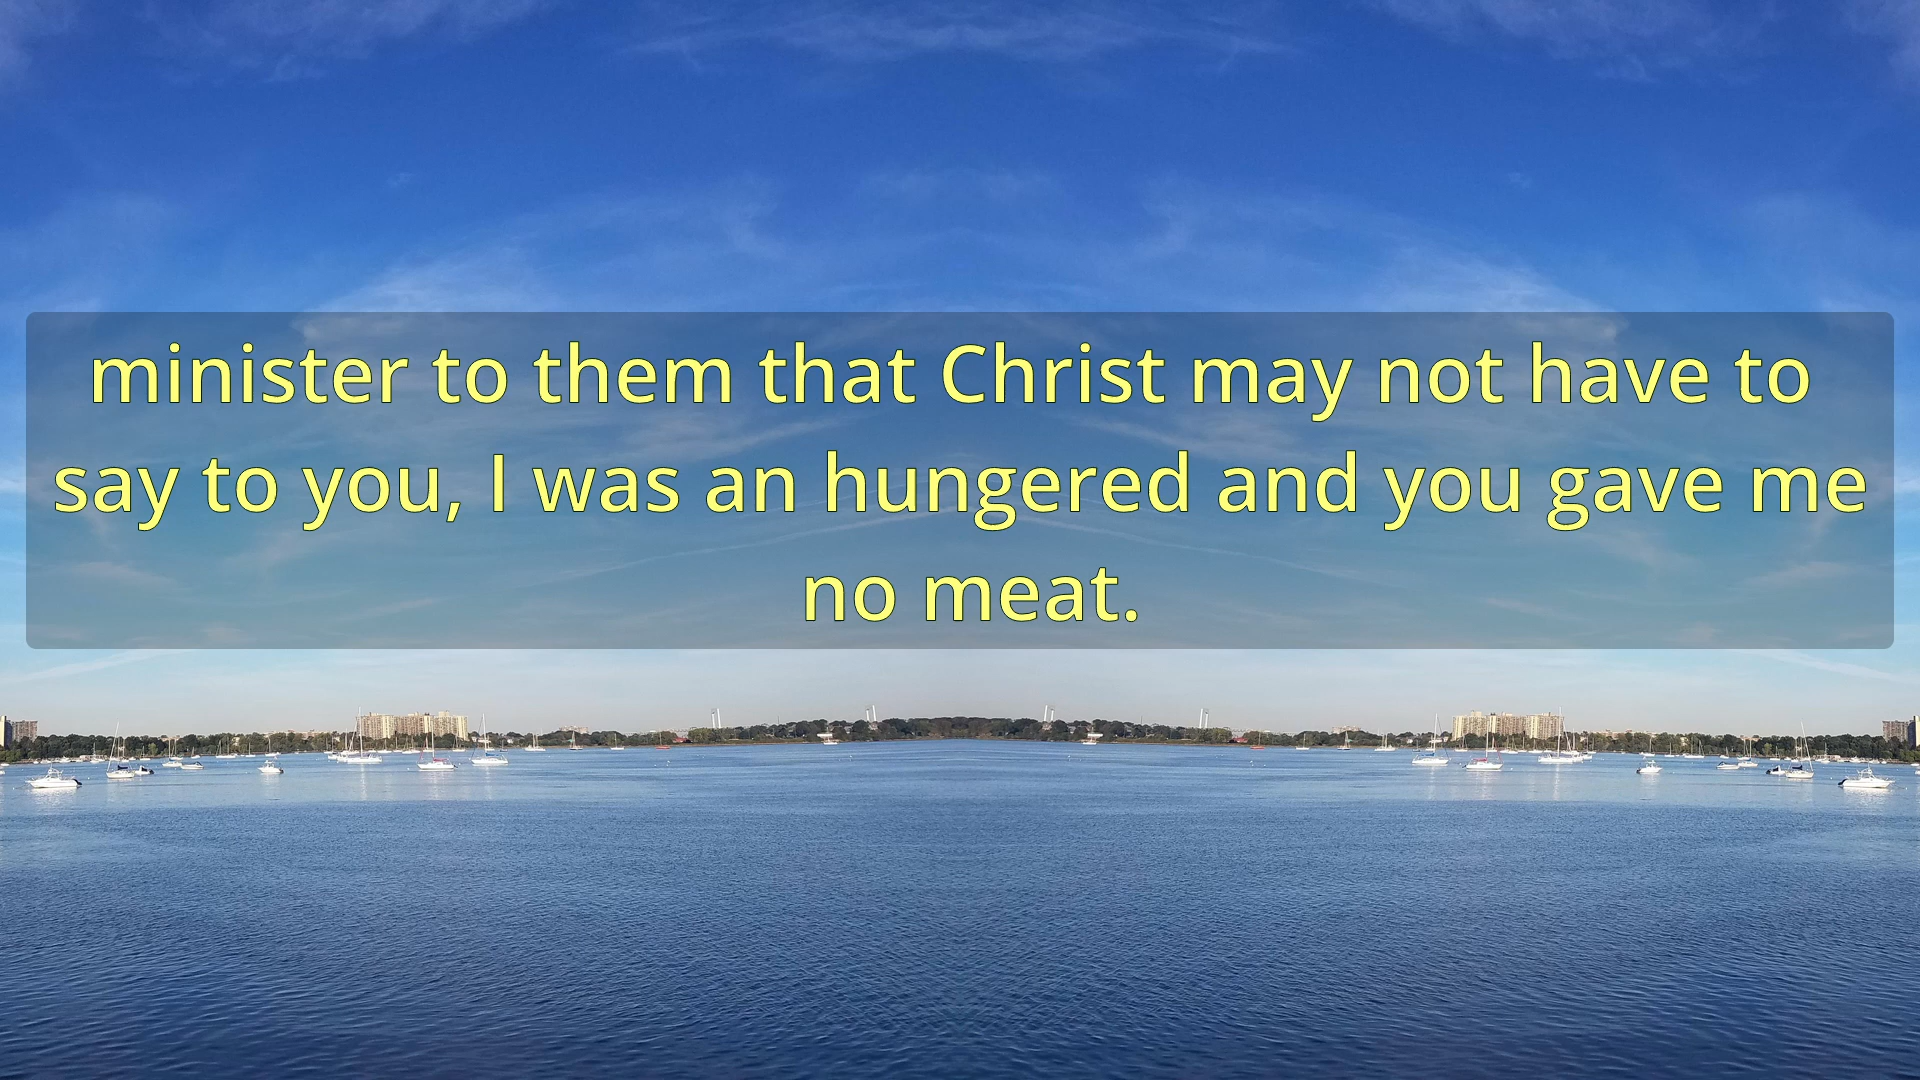 minister to them that Christ may not have to
say to you, I was an hungered and you gave me
no meat.